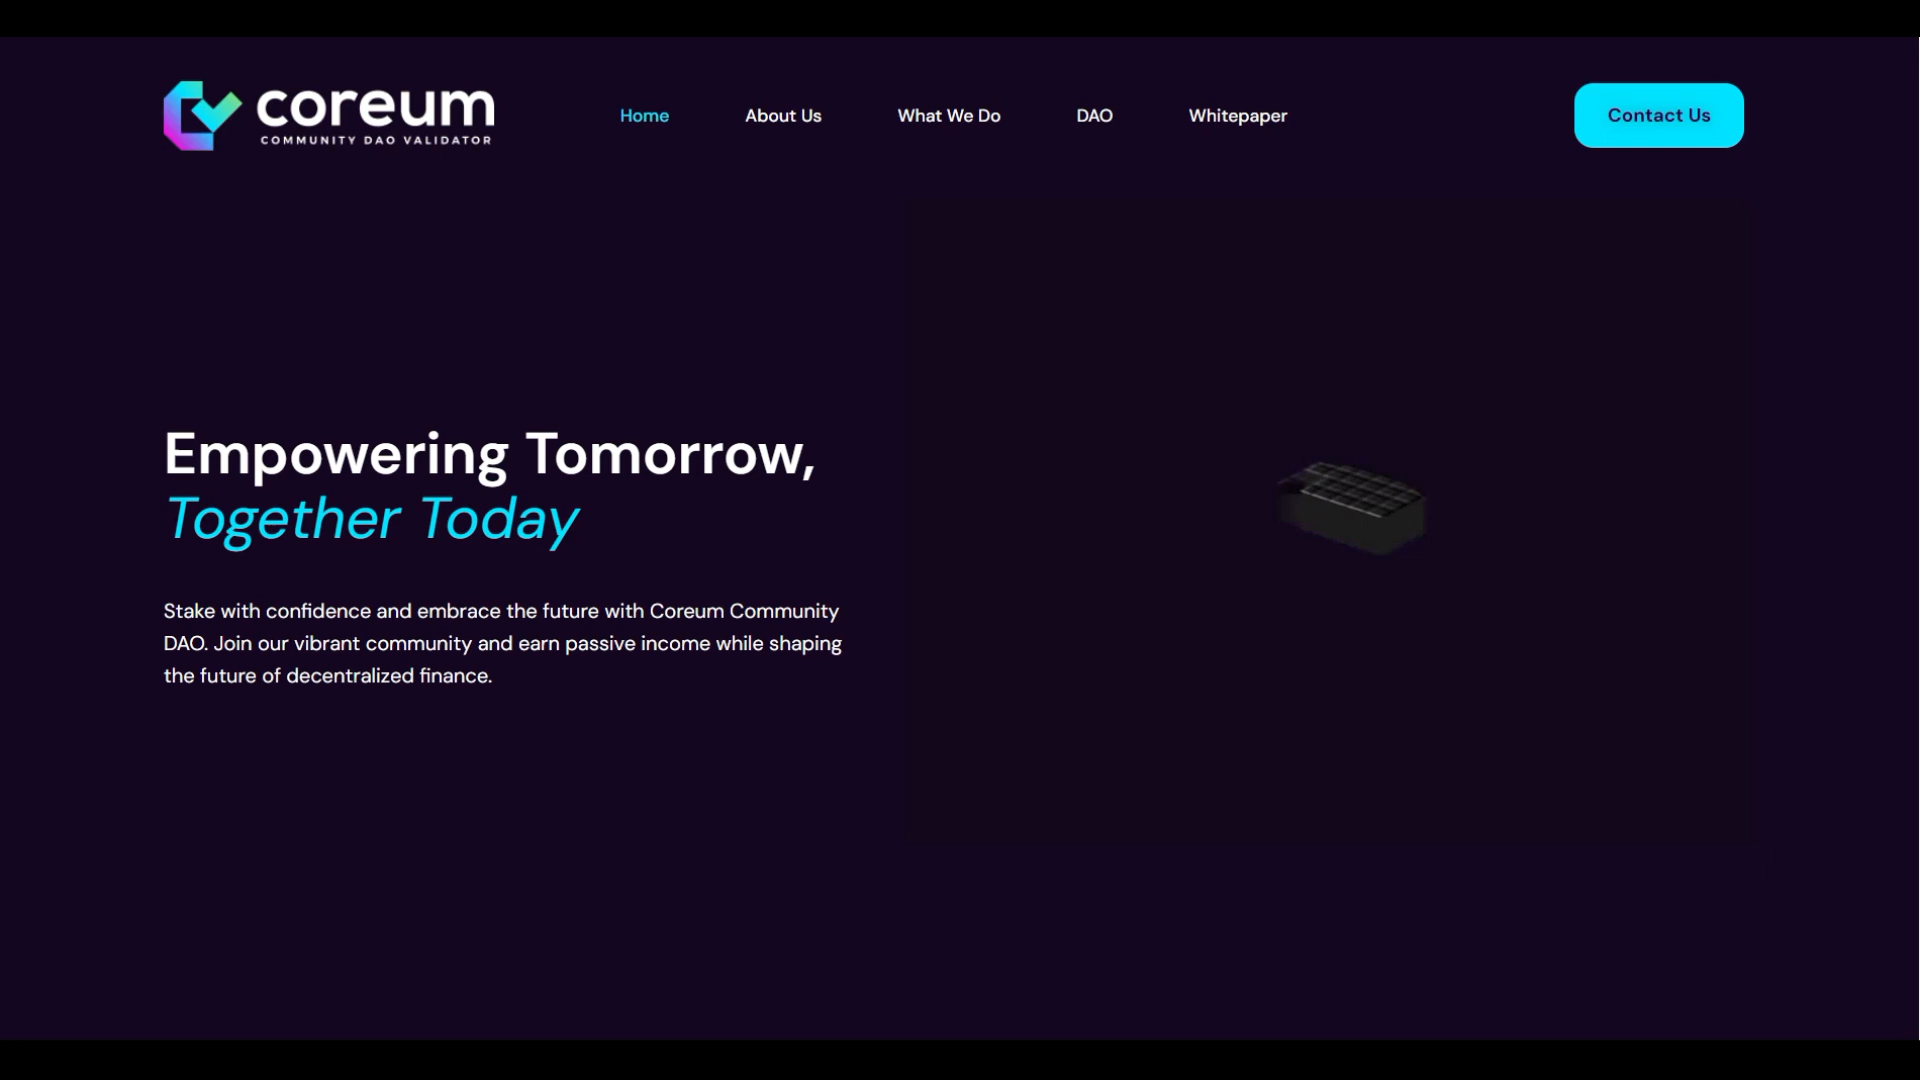 coreum
COMMUNITY DAO VALIDATOR
Home
About Us
What We Do
DAO
Whitepaper
Contact Us
Empowering Tomorrow,
Together Today
Stake with confidence and embrace the future with Coreum Community
DAO. Join our vibrant community and earn passive income while shaping
the future of decentralized finance.